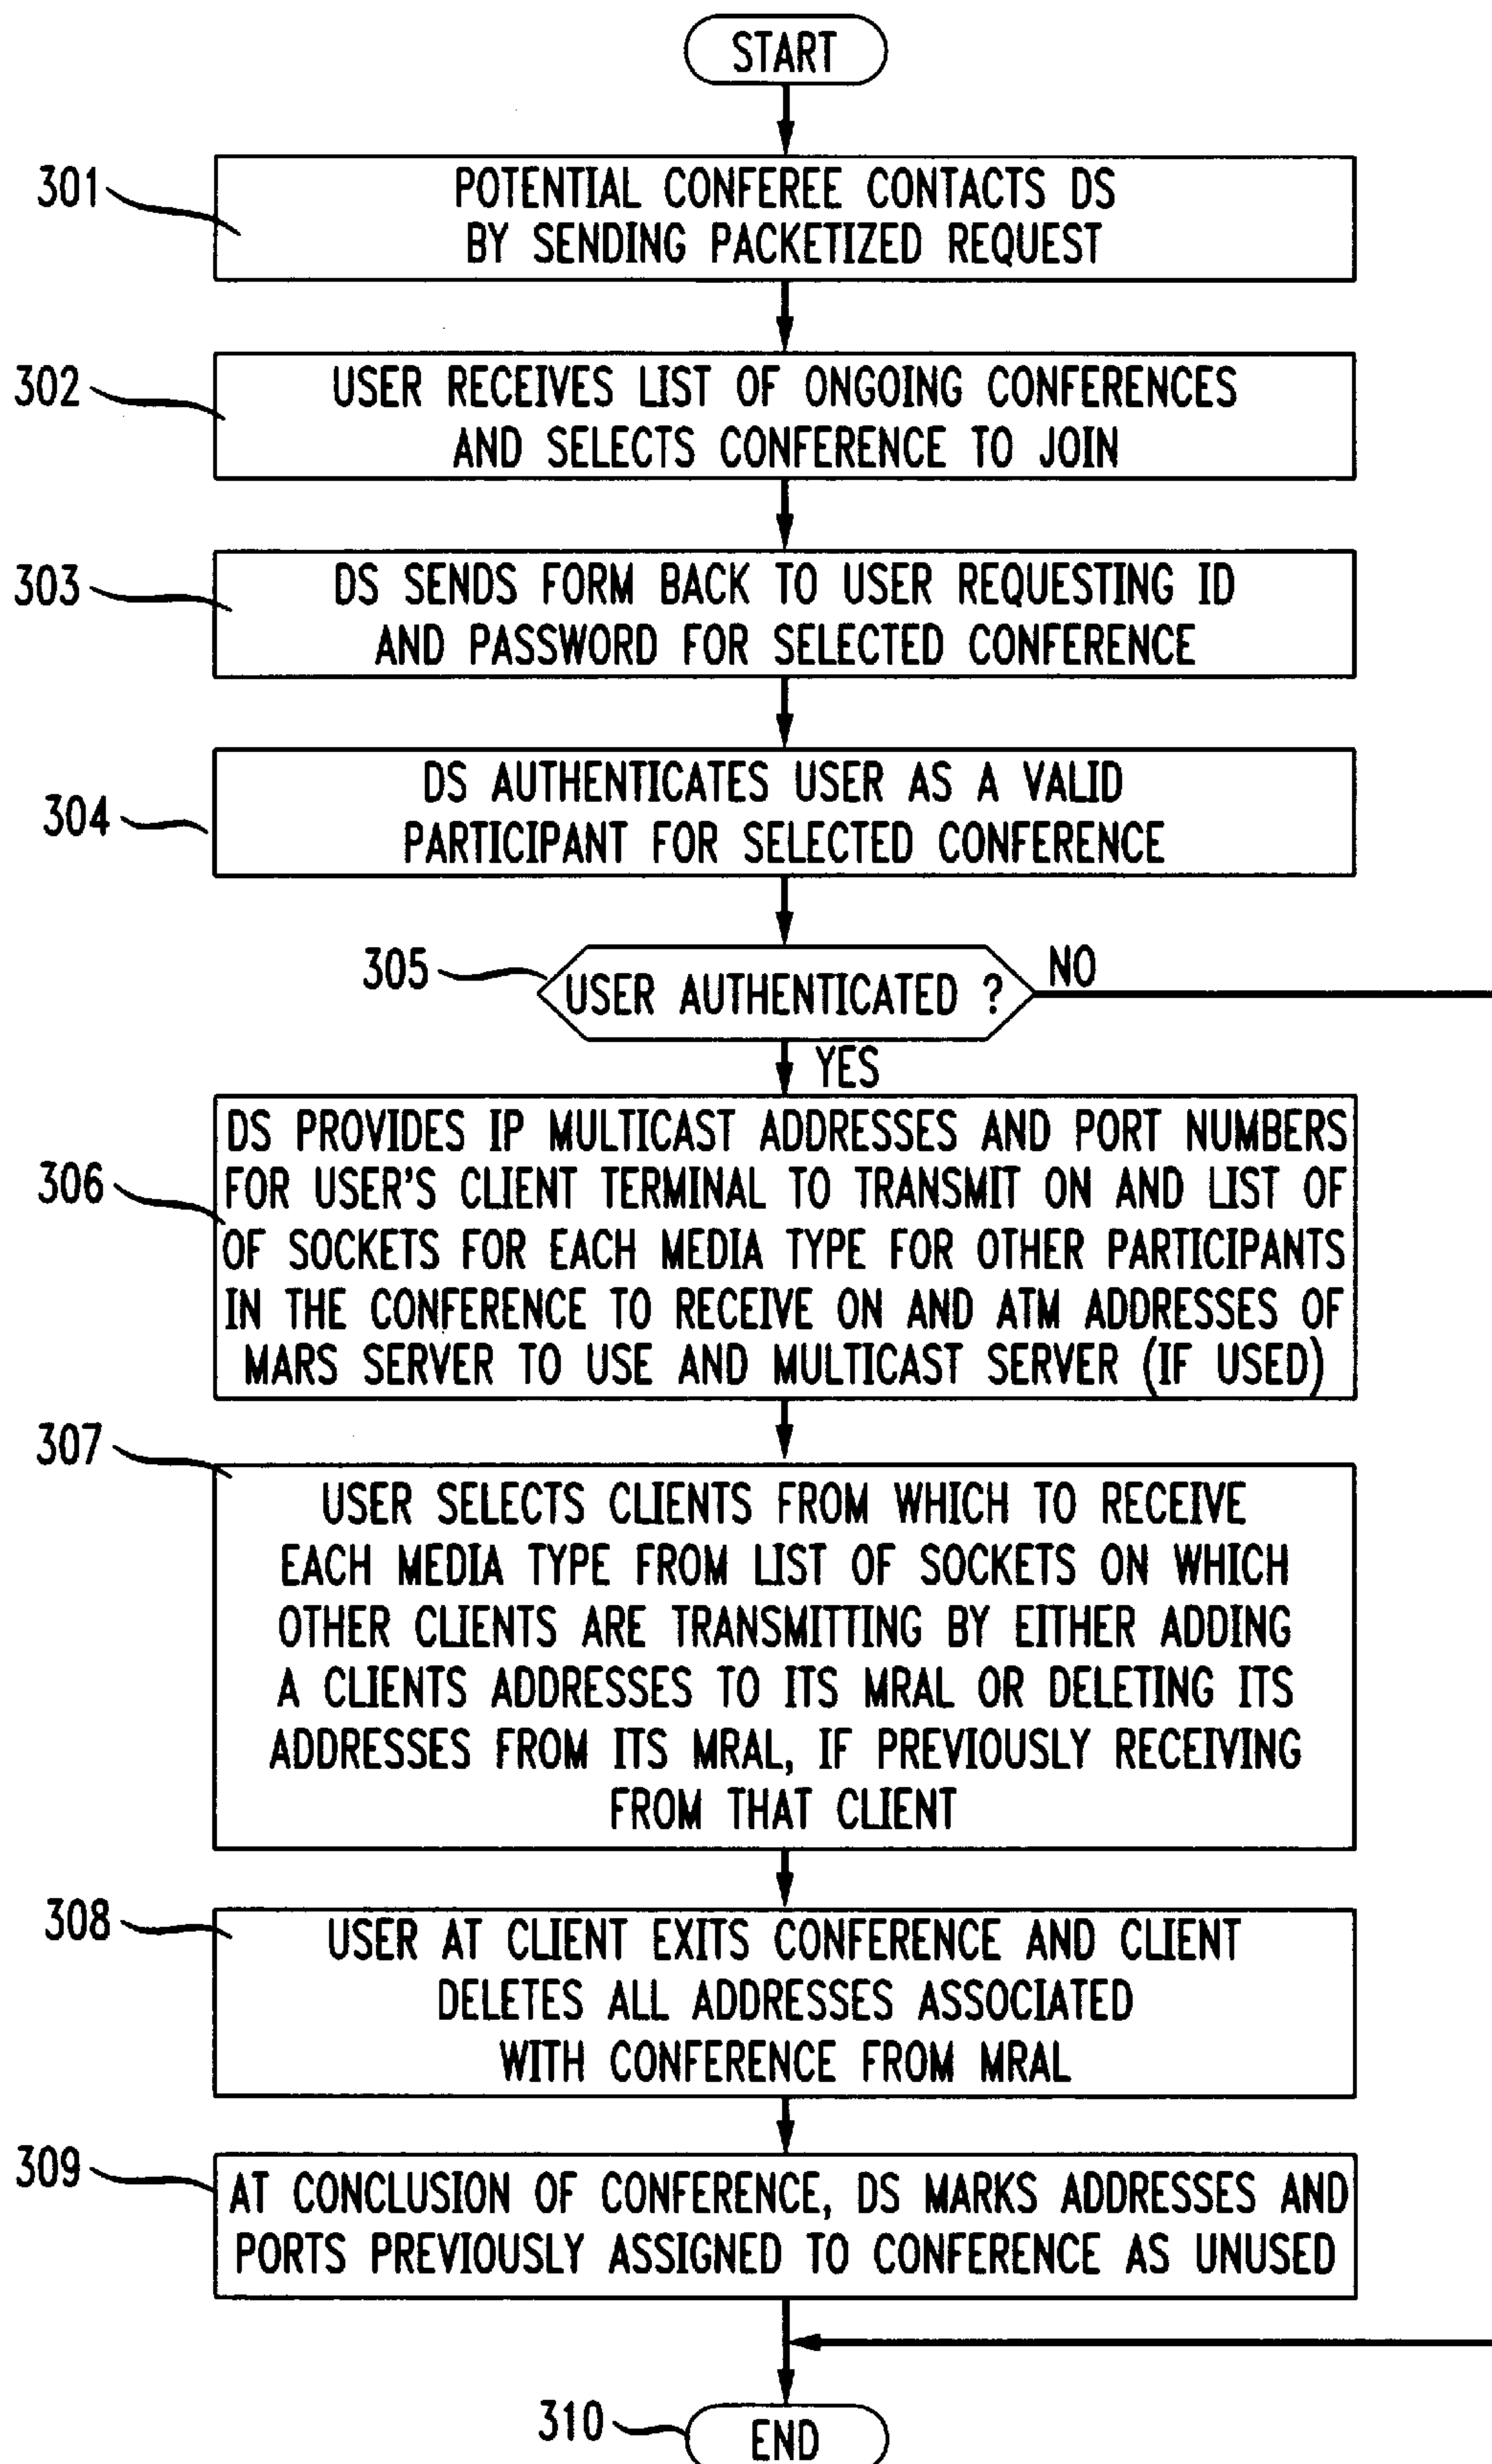 START
301
POTENTIAL CONFEREE CONTACTS DS
BY SENDING PACKETIZED REQUEST
302
USER RECEIVES LIST OF ONGOING CONFERENCES
AND SELECTS CONFERENCE TO JOIN
303
DS SENDS FORM BACK TO USER REQUESTING ID
AND PASSWORD FOR SELECTED CONFERENCE
304
DS AUTHENTICATES USER AS A VALID
PARTICIPANT FOR SELECTED CONFERENCE
305
USER AUTHENTICATED ?
NO
YES
306
DS PROVIDES IP MULTICAST ADDRESSES AND PORT NUMBERS
FOR USER'S CLIENT TERMINAL TO TRANSMIT ON AND LIST OF
OF SOCKETS FOR EACH MEDIA TYPE FOR OTHER PARTICIPANTS
IN THE CONFERENCE TO RECEIVE ON AND ATM ADDRESSES OF
MARS SERVER TO USE AND MULTICAST SERVER (IF USED)
307
USER SELECTS CLIENTS FROM WHICH TO RECEIVE
EACH MEDIA TYPE FROM LIST OF SOCKETS ON WHICH
OTHER CLIENTS ARE TRANSMITTING BY EITHER ADDING
A CLIENTS ADDRESSES TO ITS MRAL OR DELETING ITS
ADDRESSES FROM ITS MRAL, IF PREVIOUSLY RECEIVING
FROM THAT CLIENT
308
USER AT CLIENT EXITS CONFERENCE AND CLIENT
DELETES ALL ADDRESSES ASSOCIATED
WITH CONFERENCE FROM MRAL
309
AT CONCLUSION OF CONFERENCE, DS MARKS ADDRESSES AND
PORTS PREVIOUSLY ASSIGNED TO CONFERENCE AS UNUSED
310
END